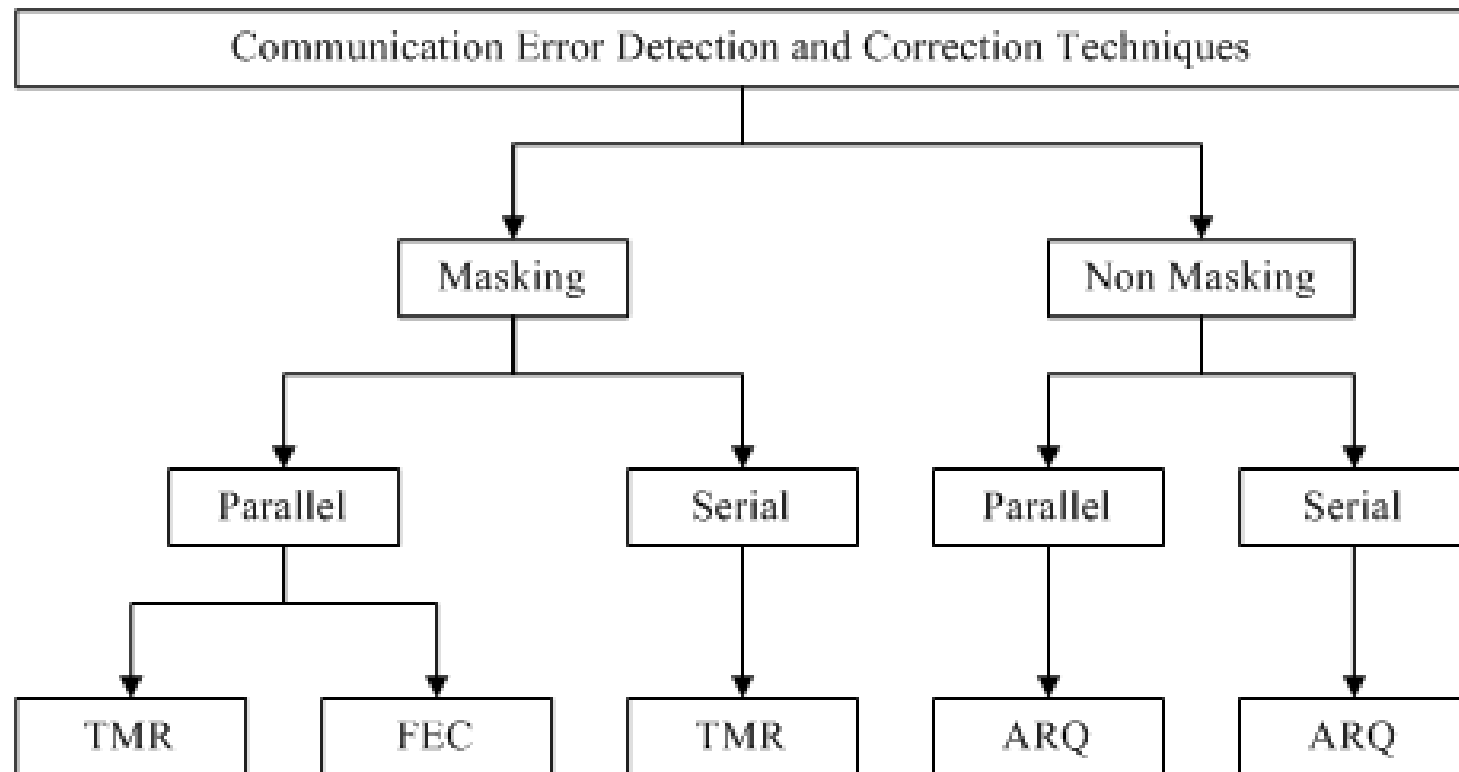 Communication Error Detection and Correction Techniques
Masking
Non Masking
Parallel
Serial
Parallel
Serial
TMR
FEC
TMR
ARQ
ARQ